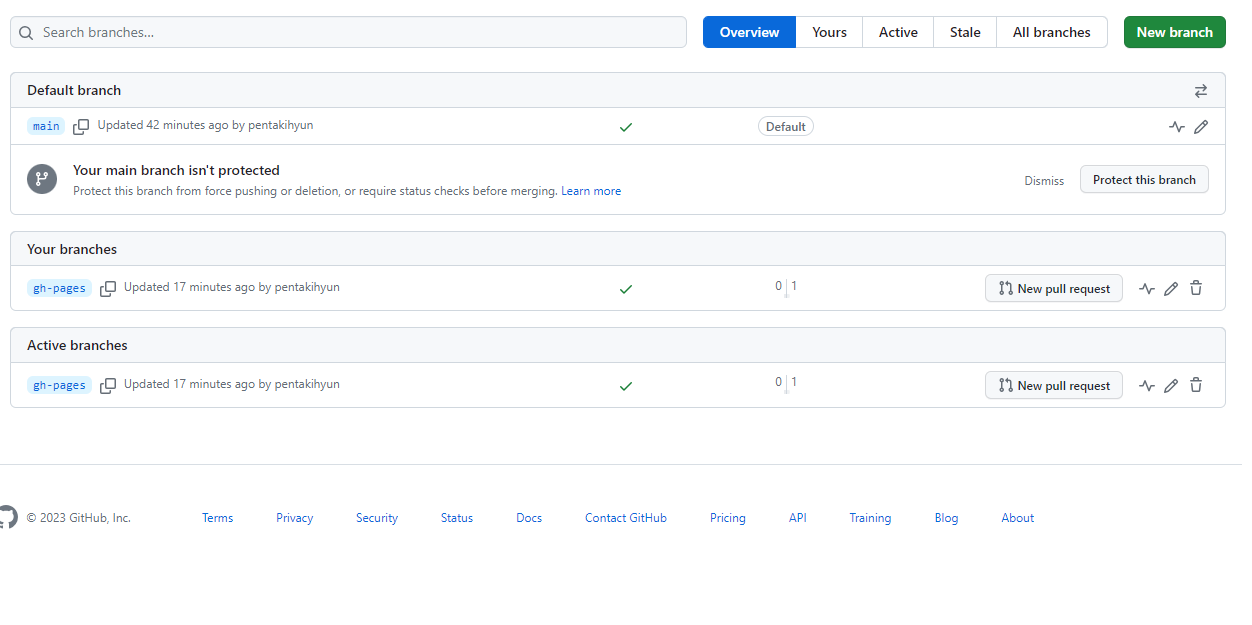 Search branches...
Overview Yours Active Stale All branches New branch
Default branch
main Updated 42 minutes ago by pentakihyun Default
Your main branch isn't protected
Protect this branch from force pushing or deletion, or require status checks before merging. Learn more
Dismiss Protect this branch
Your branches
gh-pages Updated 17 minutes ago by pentakihyun 0 1 New pull request
Active branches
gh-pages Updated 17 minutes ago by pentakihyun 0 1 New pull request
© 2023 GitHub, Inc. Terms Privacy Security Status Docs Contact GitHub Pricing API Training Blog About